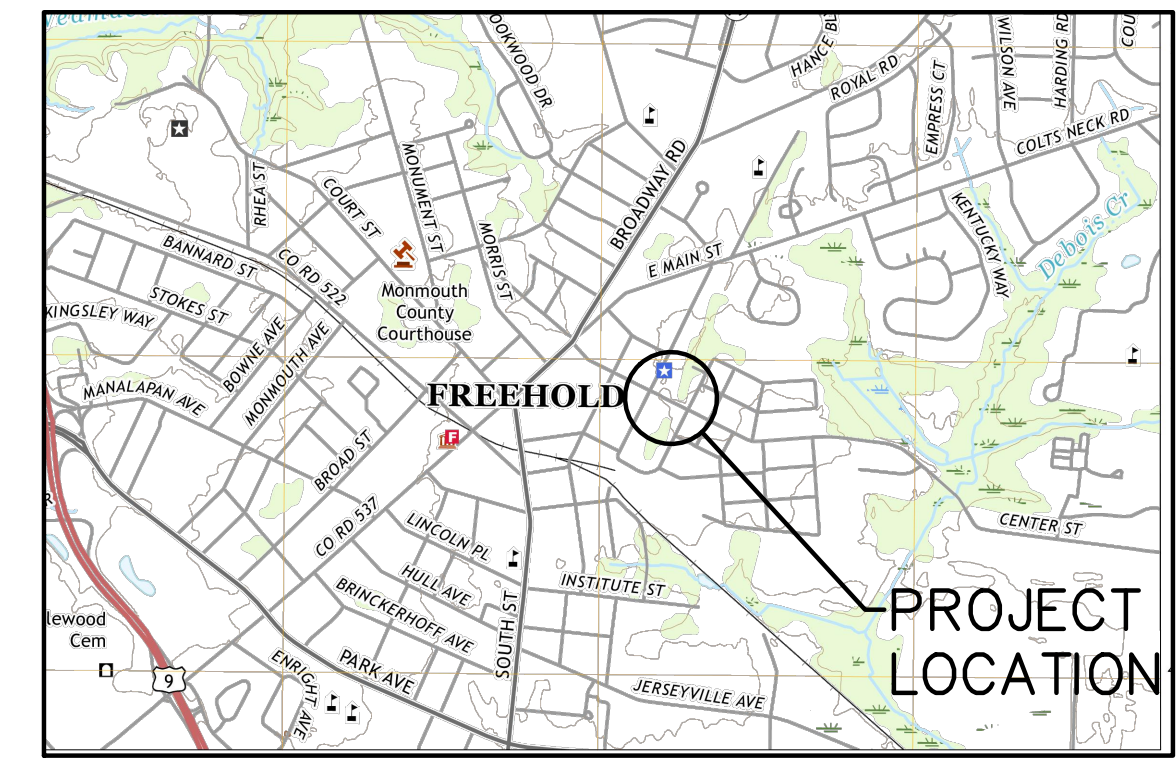 OOKWOOD DR
HANCE BL
ROYAL RD
EMPRESS CT
WILSON AVE
HARDING RD
COU
COLTS NECK RD
RHEA ST
COURT ST
MONUMENT ST
MORRIS ST
BROADWAY RD
E MAIN ST
KENTUCKY WAY
Debois Cr
BANNARD ST
CO RD 522
STOKES ST
KINGSLEY WAY
BOWNE AVE
MONMOUTH AVE
MANALAPAN AVE
Monmouth
County
Courthouse
FREEHOLD
F
BROAD ST
CO RD 537
LINCOLN PL
HULL AVE
BRINCKERHOFF AVE
INSTITUTE ST
CENTER ST
SOUTH ST
PROJECT
LOCATION
lewood
Cem
9
ENRIGHT AVE
PARK AVE
JERSEYVILLE AVE